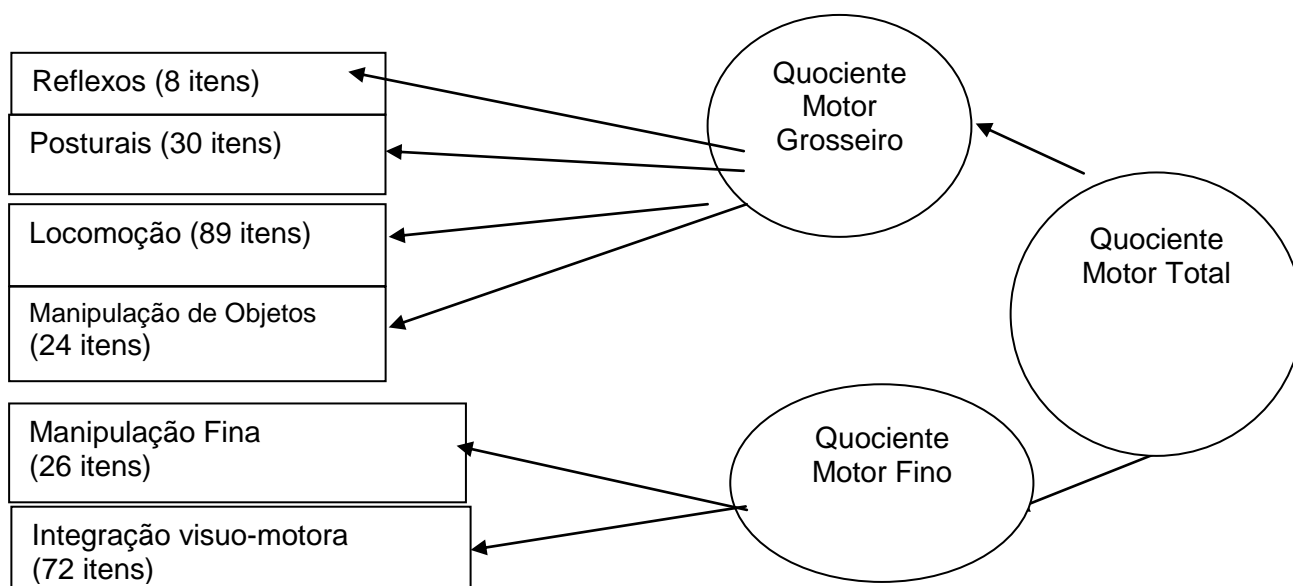 Reflexos (8 itens)
Posturais (30 itens)
Locomoção (89 itens)
Manipulação de Objetos
(24 itens)
Manipulação Fina
(26 itens)
Integração visuo-motora
(72 itens)
Quociente
Motor
Grosseiro
Quociente
Motor Fino
Quociente
Motor Total